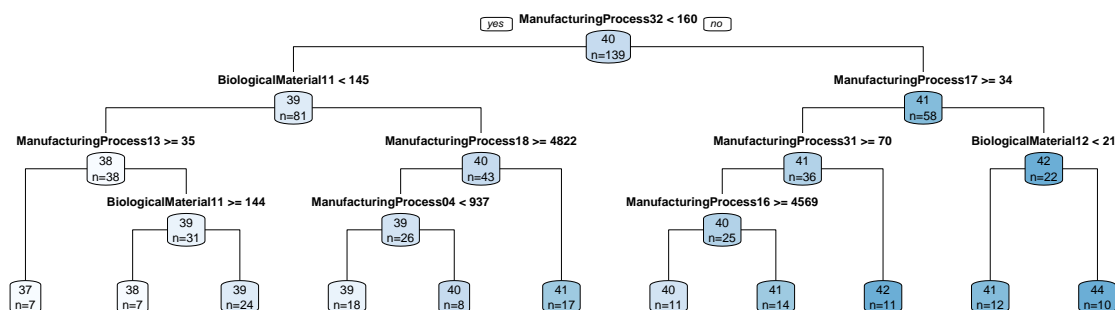 ManufacturingProcess32 < 160
yes
no
40
n=139
BiologicalMaterial11 < 145
ManufacturingProcess17 >= 34
39
n=81
41
n=58
ManufacturingProcess13 >= 35
ManufacturingProcess18 >= 4822
ManufacturingProcess31 >= 70
BiologicalMaterial12 < 21
38
n=38
40
n=43
41
n=36
42
n=22
BiologicalMaterial11 >= 144
ManufacturingProcess04 < 937
ManufacturingProcess16 >= 4569
39
n=31
39
n=26
40
n=25
37
n=7
38
n=7
39
n=24
39
n=18
40
n=8
41
n=17
40
n=11
41
n=14
42
n=11
41
n=12
44
n=10